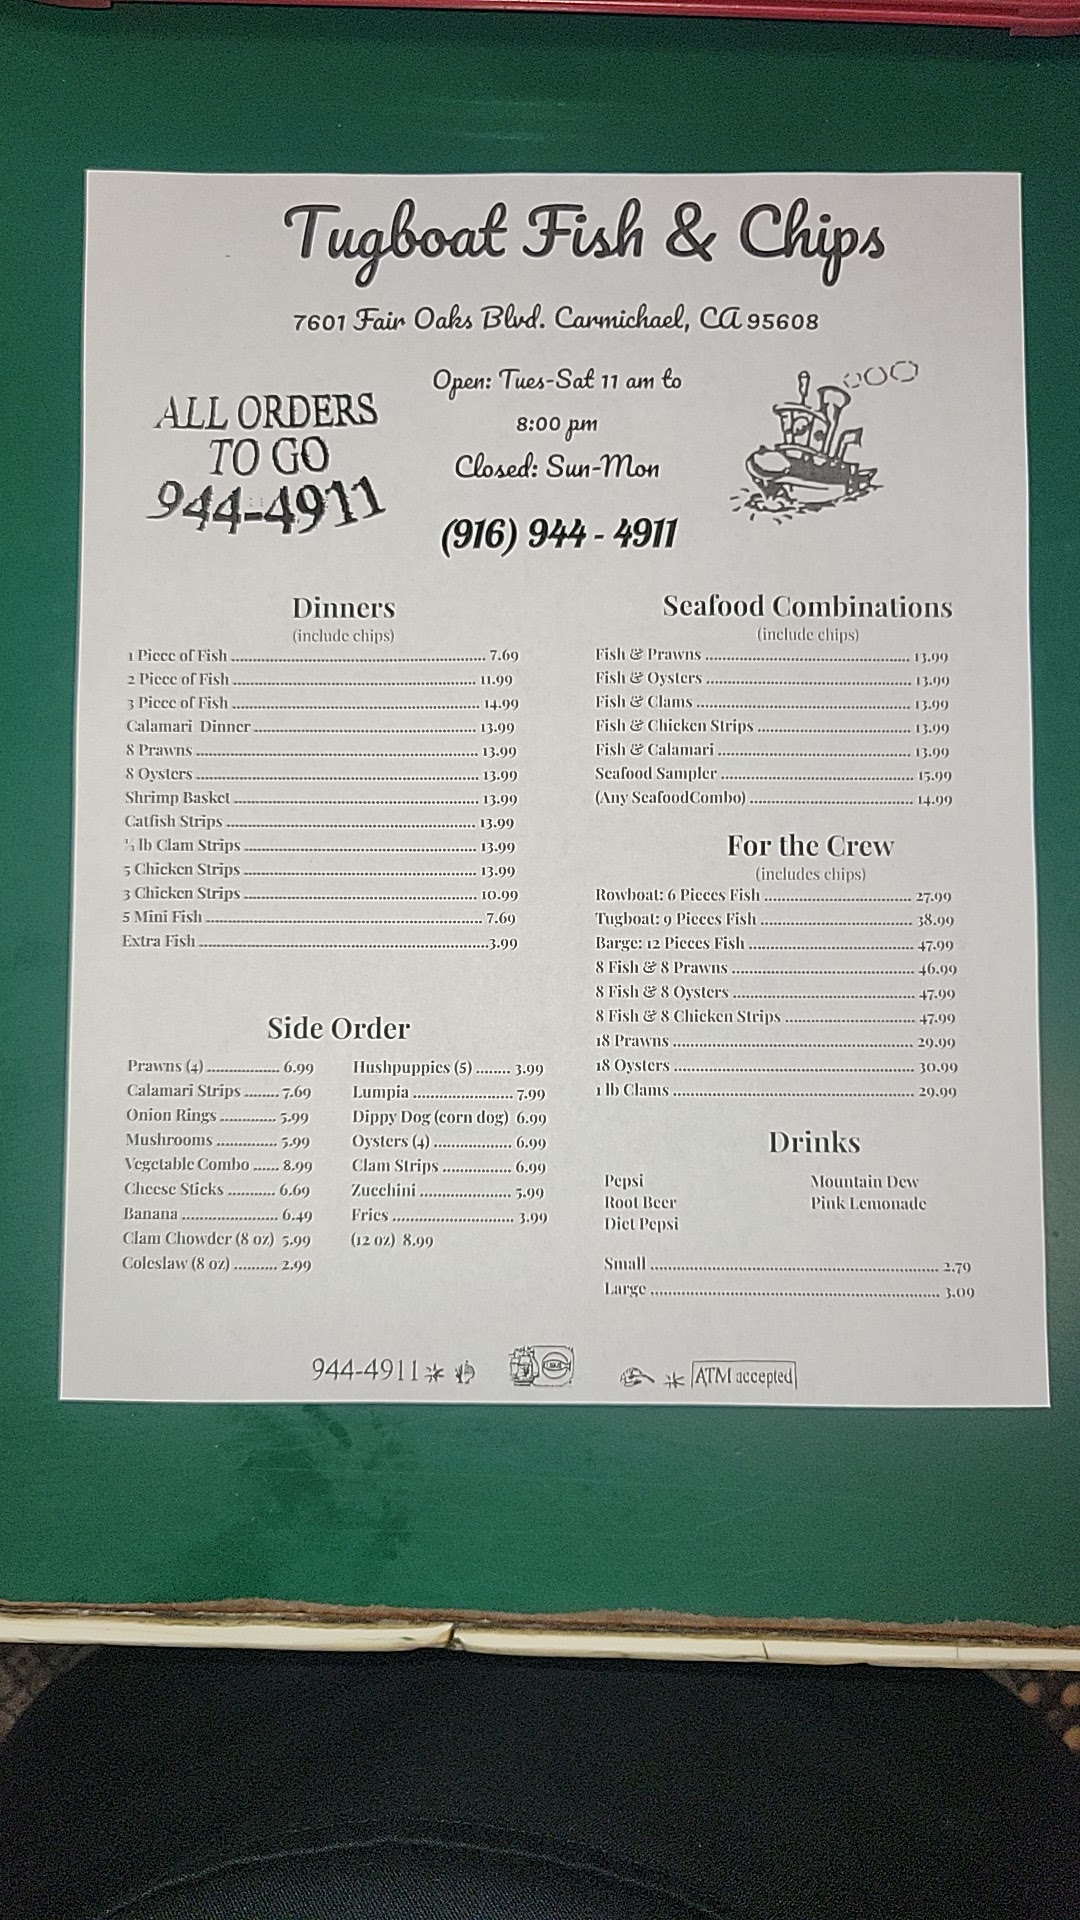 Tugboat Fish & Chips
7601 Fair Oaks Blvd. Carmichael, CA 95608
ALL ORDERS
TO GO
944-4911
Open: Tues-Sat 11 am to
8:00 pm
Closed: Sun-Mon
(916) 944 - 4911
Dinners
(include chips)
1 Piece of Fish 7.69
2 Piece of Fish 11.99
3 Piece of Fish 14.99
Calamari Dinner 13.99
8 Prawns 13.99
8 Oysters 13.99
Shrimp Basket 13.99
Catfish Strips 13.99
lb Clam Strips 13.99
5 Chicken Strips 13.99
3 Chicken Strips 10.99
5 Mini Fish 7.69
Extra Fish 3.99
Side Order
Prawns (4) 6.99
Calamari Strips 7.69
Onion Rings 5.99
Mushrooms 5.99
Vegetable Combo 8.99
Cheese Sticks 6.69
Banana 6.49
Clam Chowder (8 oz) 5.99
Coleslaw (8 oz) 2.99
Hushpuppies (5) 3.99
Lumpia 7.99
Dippy Dog (corn dog) 6.99
Oysters (4) 6.99
Clam Strips 6.99
Zucchini 5.99
Fries 3.99
(12 oz) 8.99
Seafood Combinations
(include chips)
Fish & Prawns 13.99
Fish & Oysters 13.99
Fish & Clams 13.99
Fish & Chicken Strips 13.99
Fish & Calamari 13.99
Seafood Sampler 15.99
(Any SeafoodCombo) 14.99
For the Crew
(includes chips)
Rowboat: 6 Pieces Fish 27.99
Tugboat: 9 Pieces Fish 38.99
Barge: 12 Pieces Fish 47.99
8 Fish & 8 Prawns 46.99
8 Fish & 8 Oysters 47.99
8 Fish & 8 Chicken Strips 47.99
18 Prawns 29.99
18 Oysters 30.99
1 lb Clams 29.99
Drinks
Pepsi
Root Beer
Diet Pepsi
Mountain Dew
Pink Lemonade
Small 2.79
Large 3.09
944-4911
ATM accepted